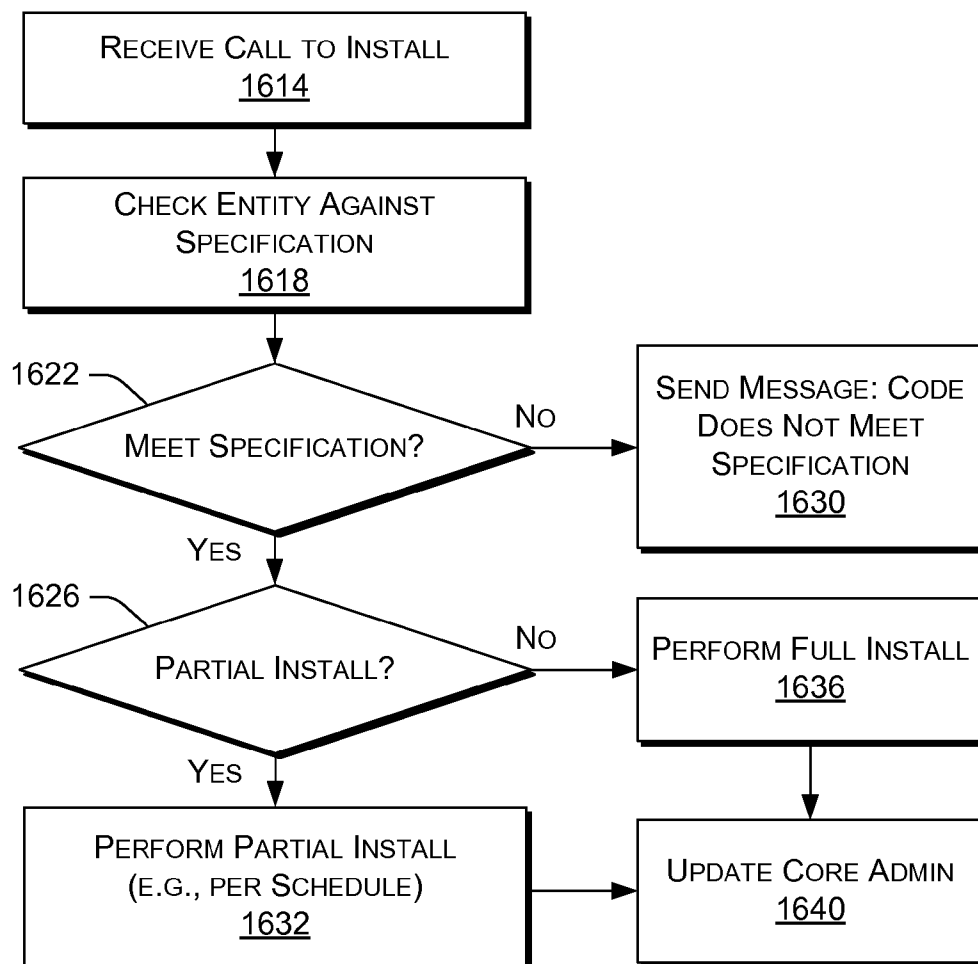 RECEIVE CALL TO INSTALL
1614
CHECK ENTITY AGAINST
SPECIFICATION
1618
1622
MEET SPECIFICATION?
NO
SEND MESSAGE: CODE
DOES NOT MEET
SPECIFICATION
1630
YES
1626
PARTIAL INSTALL?
NO
PERFORM FULL INSTALL
1636
YES
PERFORM PARTIAL INSTALL
(E.G., PER SCHEDULE)
1632
UPDATE CORE ADMIN
1640